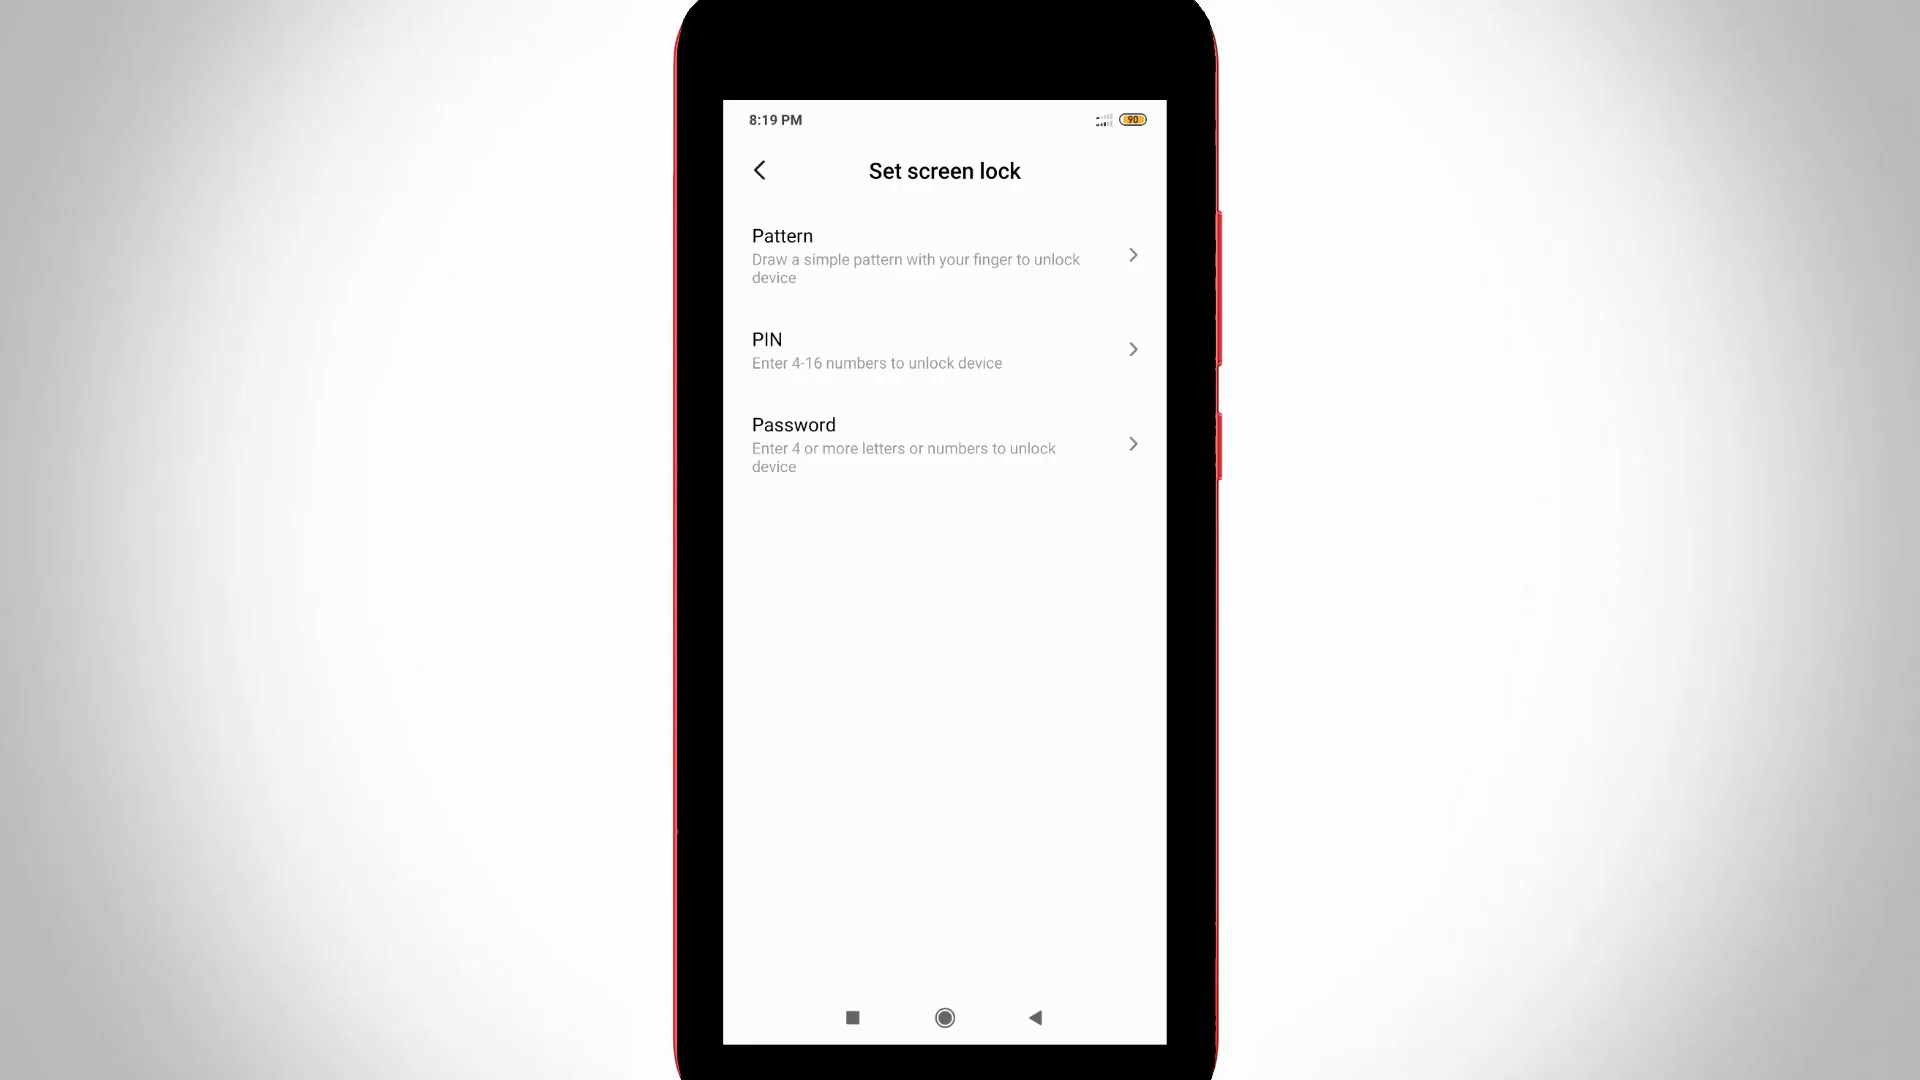 8:19 PM
90
Set screen lock
Pattern
Draw a simple pattern with your finger to unlock
device
PIN
Enter 4-16 numbers to unlock device
Password
Enter 4 or more letters or numbers to unlock
device